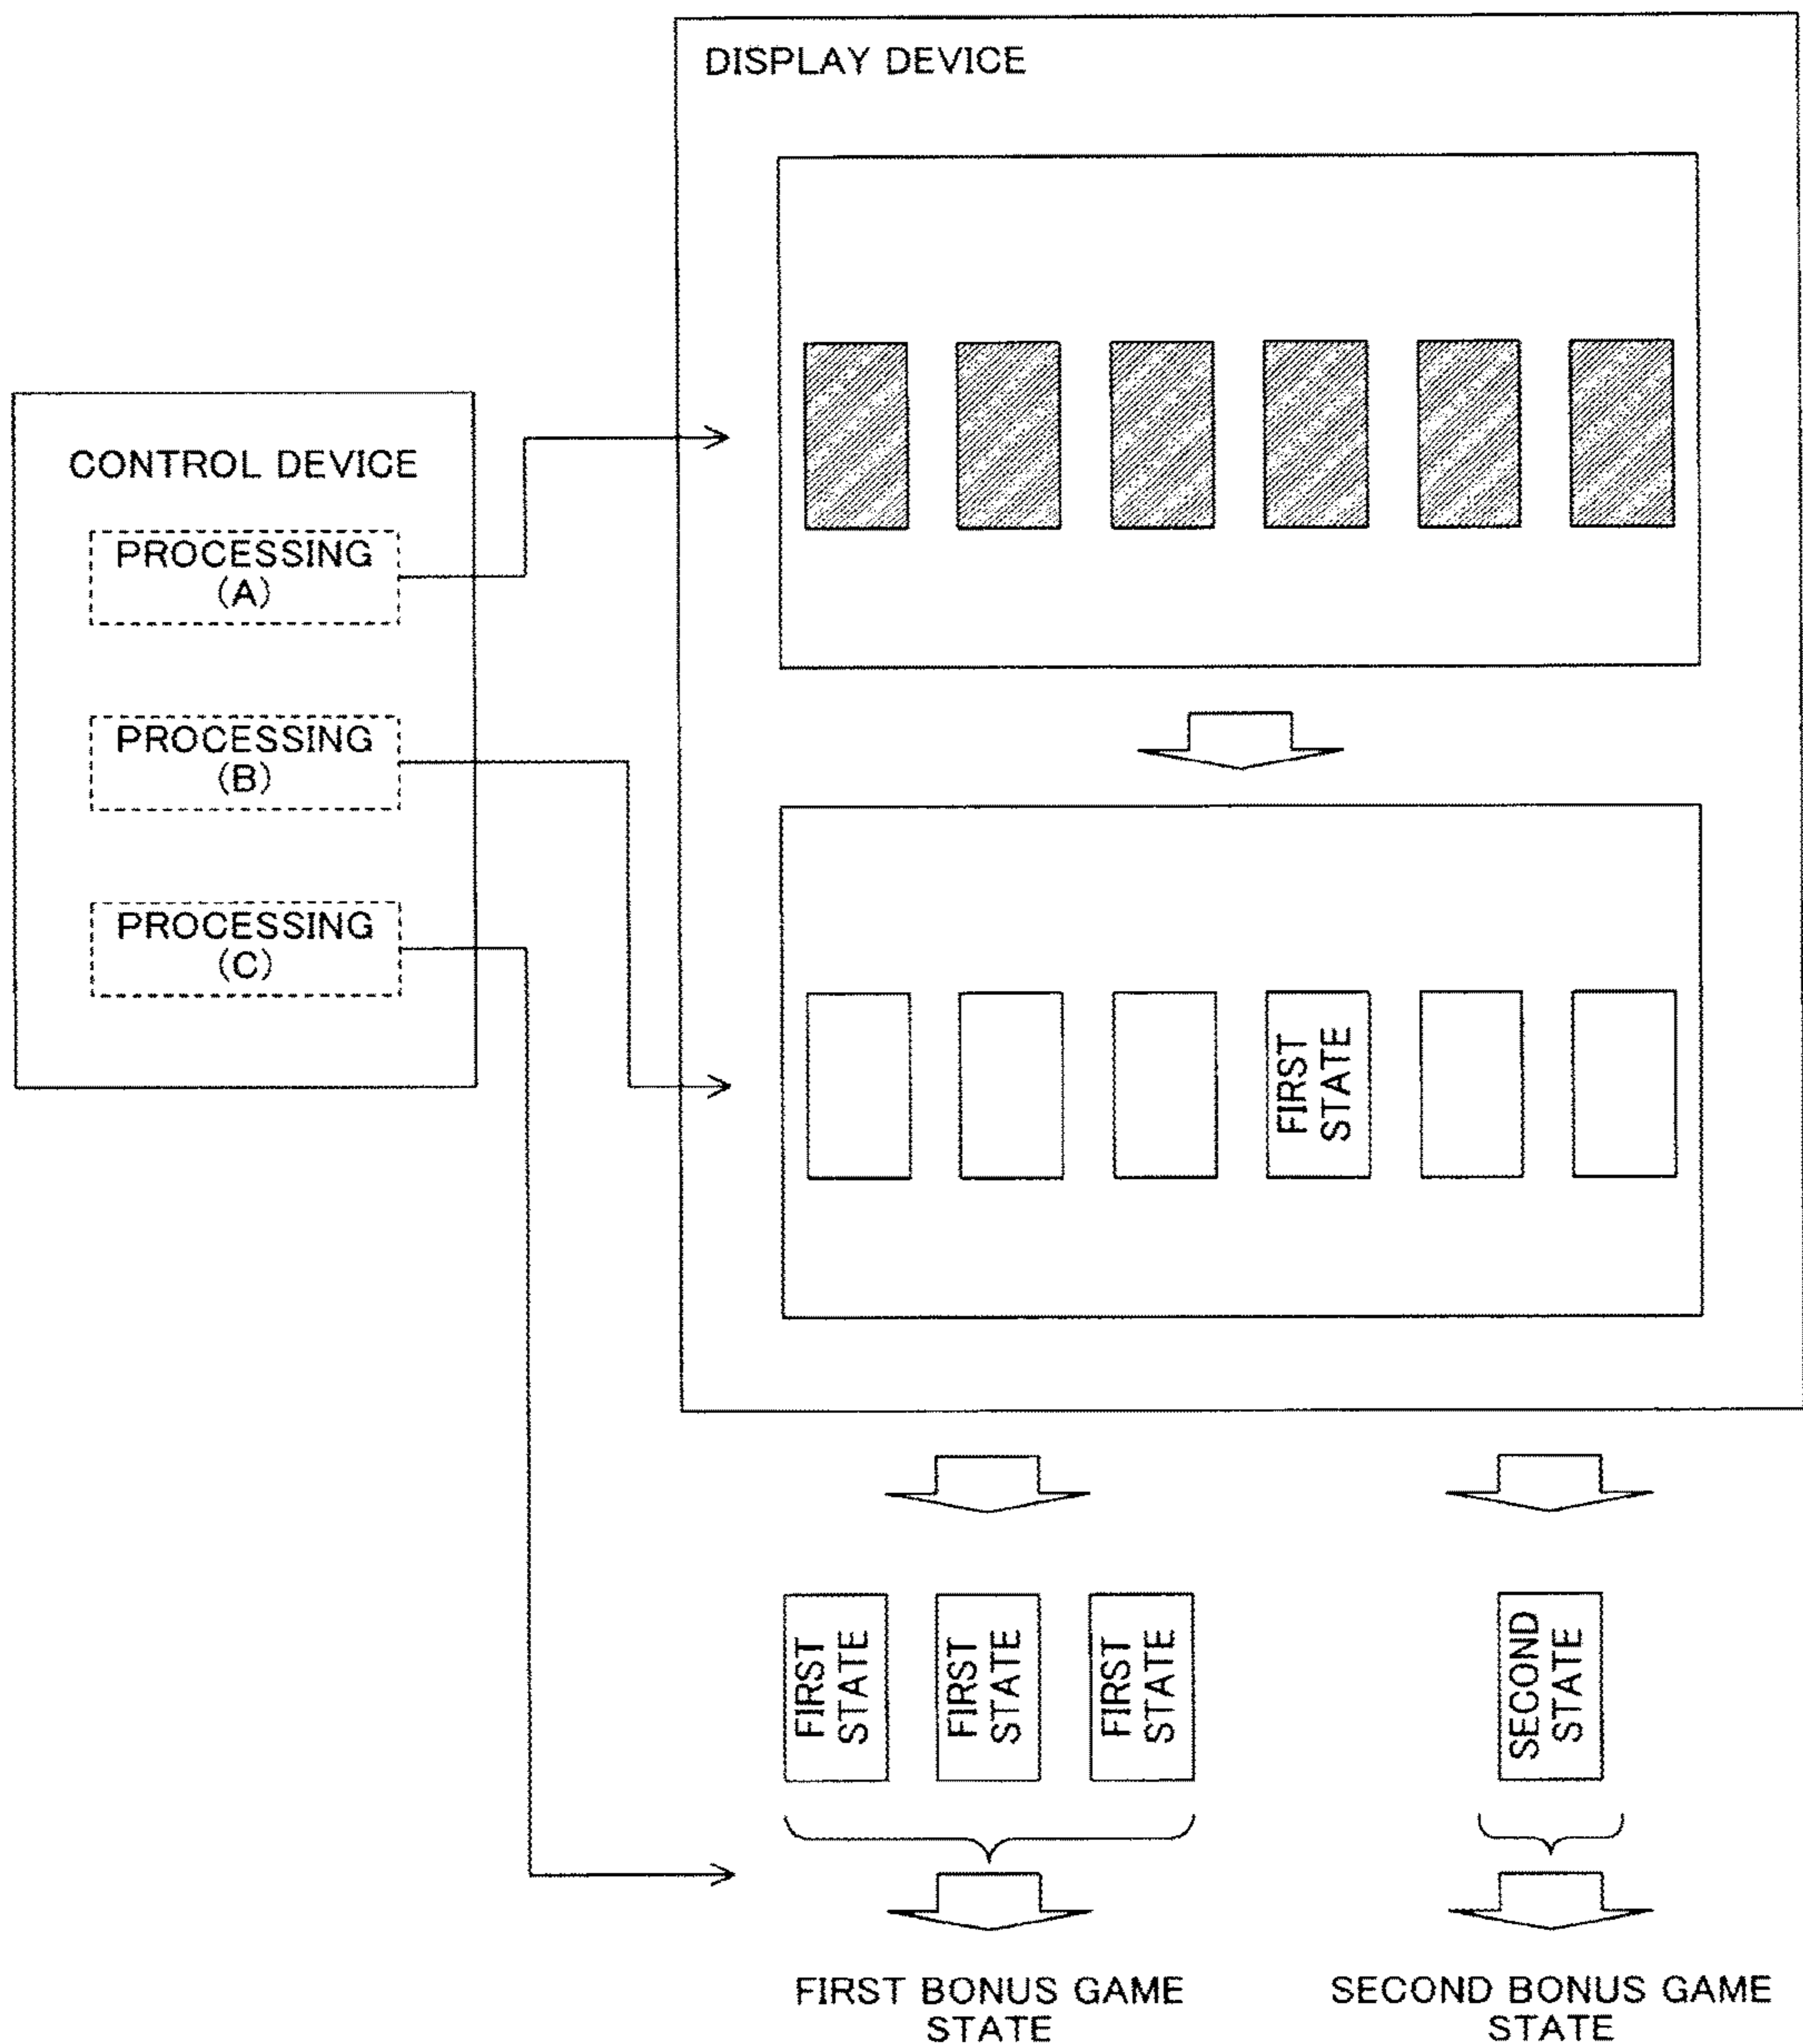 DISPLAY DEVICE
CONTROL DEVICE
PROCESSING
(A)
PROCESSING
(B)
PROCESSING
(C)
FIRST
STATE
FIRST
STATE
FIRST
STATE
FIRST
STATE
SECOND
STATE
FIRST BONUS GAME
STATE
SECOND BONUS GAME
STATE